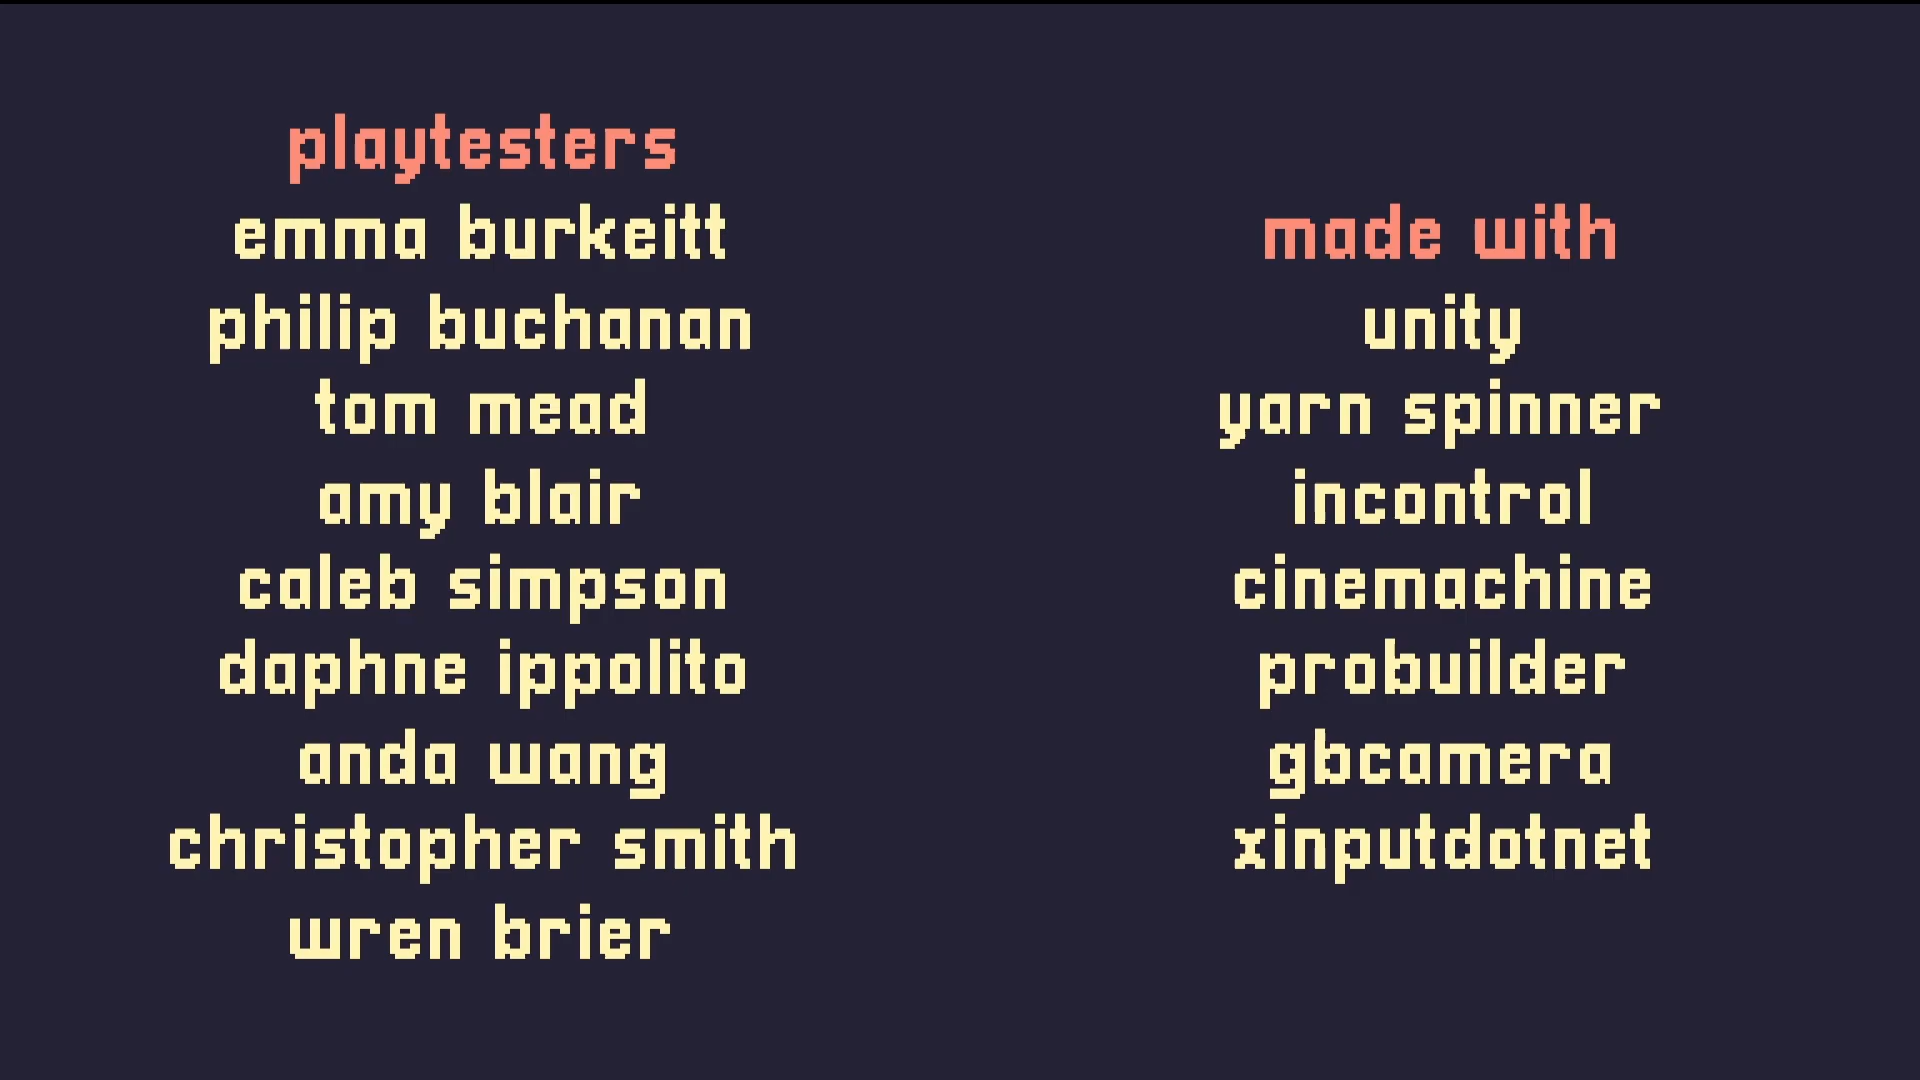 playtesters
emma burkeitt
philip buchanan
tom mead
amy blair
caleb simpson
daphne ippolito
anda wang
christopher smith
wren brier
made with
unity
yarn spinner
incontrol
cinemachine
probuilder
gbcamera
xinputdotnet